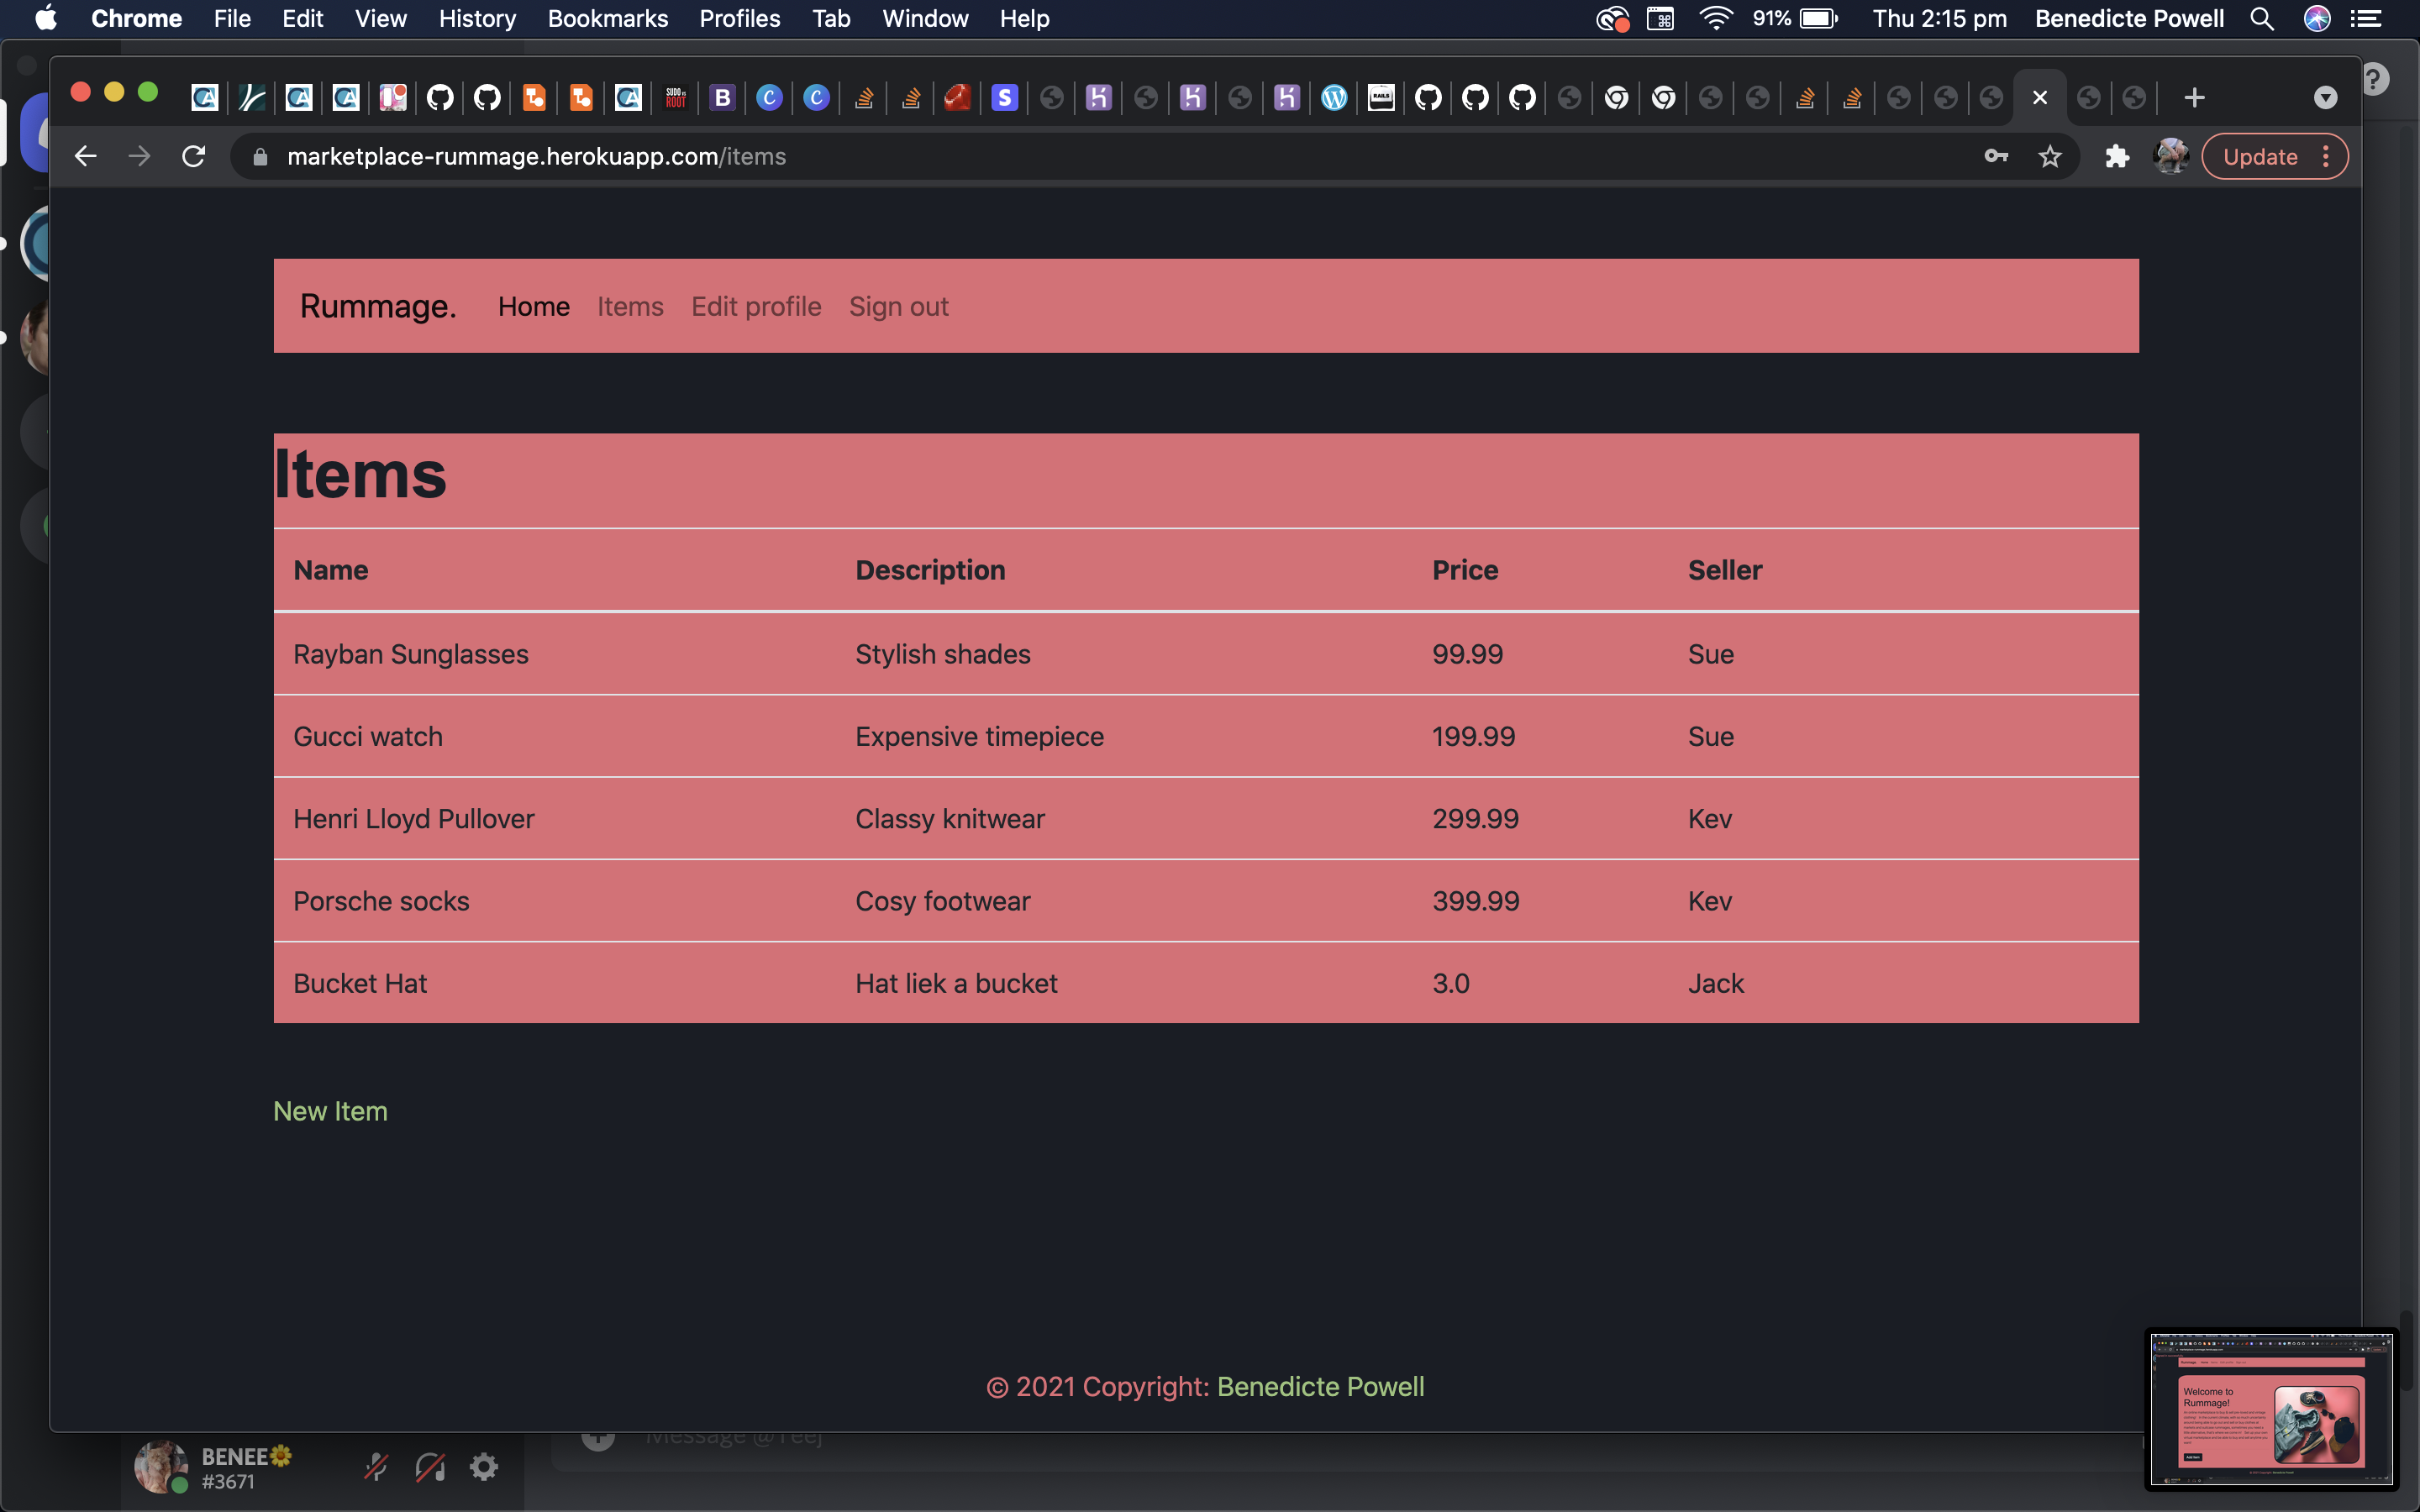 Chrome File Edit View History Bookmarks Profiles Tab Window Help 91% Thu 2:15 pm Benedicte Powell
marketplace-rummage.herokuapp.com/items Update
Rummage. Home Items Edit profile Sign out
Items
Name Description Price Seller
Rayban Sunglasses Stylish shades 99.99 Sue
Gucci watch Expensive timepiece 199.99 Sue
Henri Lloyd Pullover Classy knitwear 299.99 Kev
Porsche socks Cosy footwear 399.99 Kev
Bucket Hat Hat liek a bucket 3.0 Jack
New Item
© 2021 Copyright: Benedicte Powell
Welcome to
Rummage!
BENEE
#3671